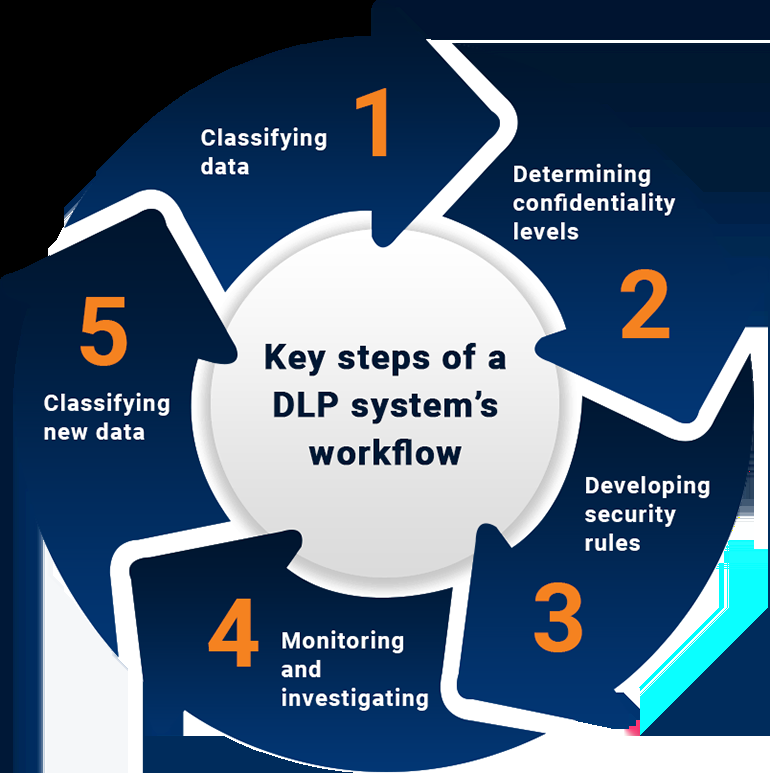 Key steps of a
DLP system’s
workflow
1
Classifying
data
2
Determining
confidentiality
levels
3
Developing
security
rules
4
Monitoring
and
investigating
5
Classifying
new data